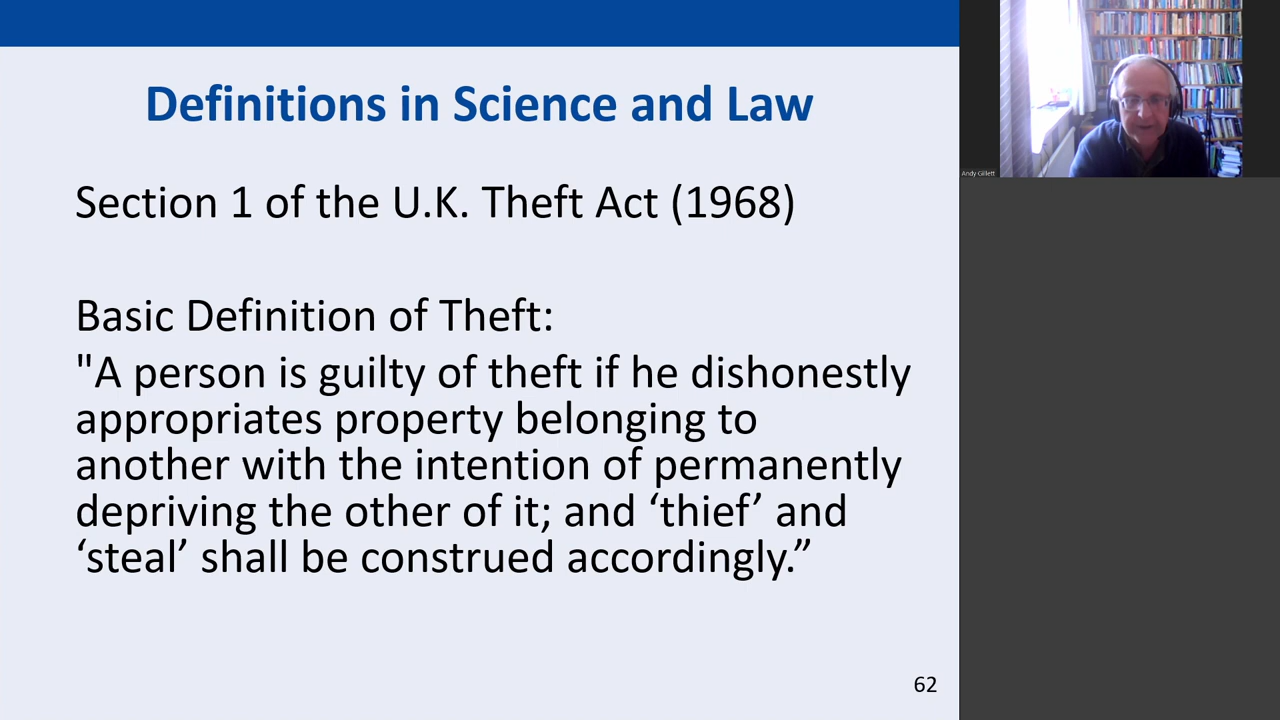 Definitions in Science and Law
Section 1 of the U.K. Theft Act (1968)
Basic Definition of Theft:
"A person is guilty of theft if he dishonestly
appropriates property belonging to
another with the intention of permanently
depriving the other of it; and ‘thief’ and
‘steal’ shall be construed accordingly.”
62
Andy Gillett